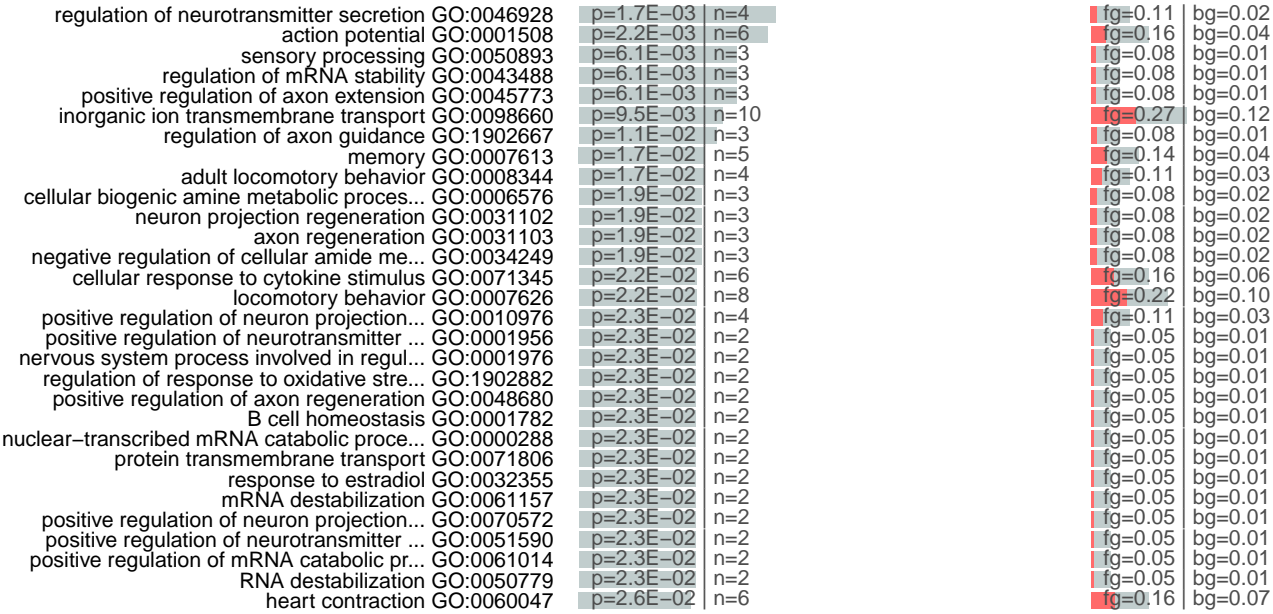 regulation of neurotransmitter secretion GO:0046928 p=1.7E−03 n=4 fg=0.11 bg=0.02
action potential GO:0001508 p=2.2E−03 n=6 fg=0.16 bg=0.04
sensory processing GO:0050893 p=6.1E−03 n=3 fg=0.08 bg=0.01
regulation of mRNA stability GO:0043488 p=6.1E−03 n=3 fg=0.08 bg=0.01
positive regulation of axon extension GO:0045773 p=6.1E−03 n=3 fg=0.08 bg=0.01
inorganic ion transmembrane transport GO:0098660 p=9.5E−03 n=10 fg=0.27 bg=0.12
regulation of axon guidance GO:1902667 p=1.1E−02 n=3 fg=0.08 bg=0.01
memory GO:0007613 p=1.7E−02 n=5 fg=0.14 bg=0.04
adult locomotory behavior GO:0008344 p=1.7E−02 n=4 fg=0.11 bg=0.03
cellular biogenic amine metabolic proces... GO:0006576 p=1.9E−02 n=3 fg=0.08 bg=0.02
neuron projection regeneration GO:0031102 p=1.9E−02 n=3 fg=0.08 bg=0.02
axon regeneration GO:0031103 p=1.9E−02 n=3 fg=0.08 bg=0.02
negative regulation of cellular amide me... GO:0034249 p=1.9E−02 n=3 fg=0.08 bg=0.02
cellular response to cytokine stimulus GO:0071345 p=2.2E−02 n=6 fg=0.16 bg=0.06
locomotory behavior GO:0007626 p=2.2E−02 n=8 fg=0.22 bg=0.10
positive regulation of neuron projection... GO:0010976 p=2.3E−02 n=4 fg=0.11 bg=0.03
positive regulation of neurotransmitter ... GO:0001956 p=2.3E−02 n=2 fg=0.05 bg=0.01
nervous system process involved in regul... GO:0001976 p=2.3E−02 n=2 fg=0.05 bg=0.01
regulation of response to oxidative stre... GO:1902882 p=2.3E−02 n=2 fg=0.05 bg=0.01
positive regulation of axon regeneration GO:0048680 p=2.3E−02 n=2 fg=0.05 bg=0.01
B cell homeostasis GO:0001782 p=2.3E−02 n=2 fg=0.05 bg=0.01
nuclear−transcribed mRNA catabolic proce... GO:0000288 p=2.3E−02 n=2 fg=0.05 bg=0.01
protein transmembrane transport GO:0071806 p=2.3E−02 n=2 fg=0.05 bg=0.01
response to estradiol GO:0032355 p=2.3E−02 n=2 fg=0.05 bg=0.01
mRNA destabilization GO:0061157 p=2.3E−02 n=2 fg=0.05 bg=0.01
positive regulation of neuron projection... GO:0070572 p=2.3E−02 n=2 fg=0.05 bg=0.01
positive regulation of neurotransmitter ... GO:0051590 p=2.3E−02 n=2 fg=0.05 bg=0.01
positive regulation of mRNA catabolic pr... GO:0061014 p=2.3E−02 n=2 fg=0.05 bg=0.01
RNA destabilization GO:0050779 p=2.3E−02 n=2 fg=0.05 bg=0.01
heart contraction GO:0060047 p=2.6E−02 n=6 fg=0.16 bg=0.07